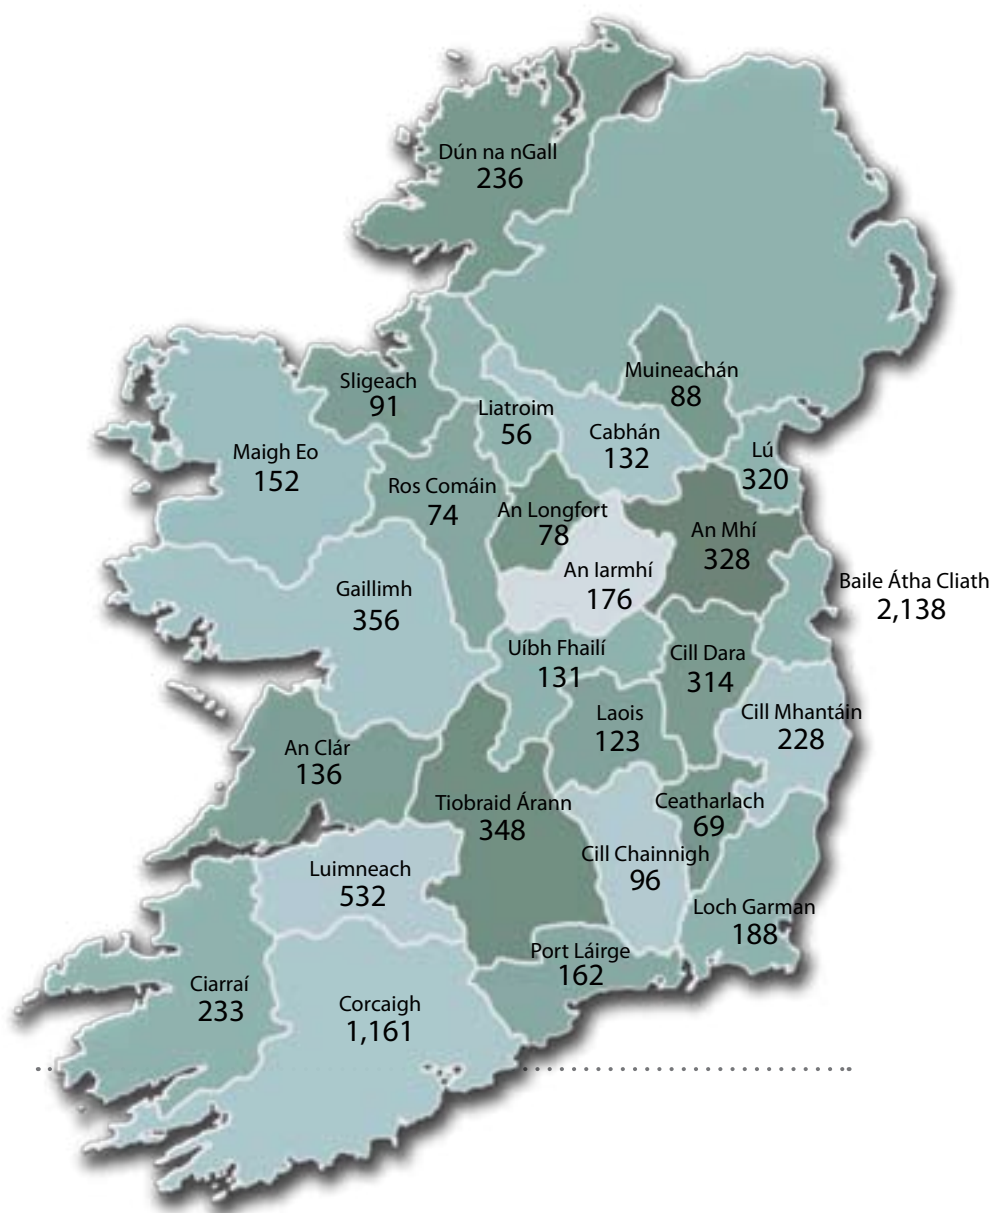 Dún na nGall
236
Muineachán
88
Sligeach
91
Liatroim
56
Cabhán
132
Lú
320
Maigh Eo
152
Ros Comáin
74
An Longfort
78
An Mhí
328
An Iarmhí
176
Baile Átha Cliath
2,138
Gaillimh
356
Uíbh Fhailí
131
Cill Dara
314
Laois
123
Cill Mhantáin
228
An Clár
136
Tiobraid Árann
348
Ceatharlach
69
Cill Chainnigh
96
Luimneach
532
Loch Garman
188
Port Láirge
162
Ciarraí
233
Corcaigh
1,161